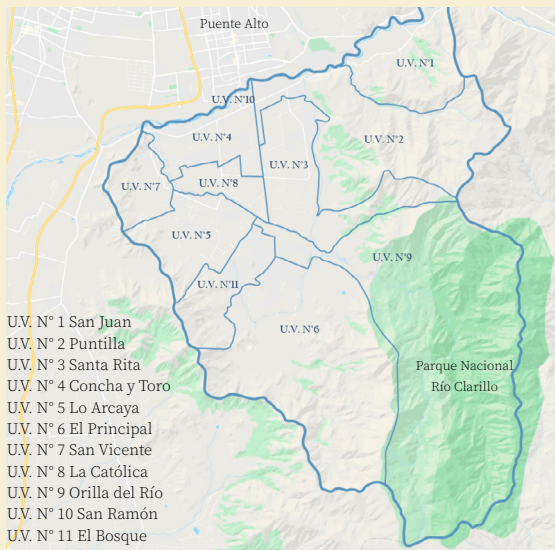 Puente Alto
U.V. N°1
U.V. N°10
U.V. N°4
U.V. N°2
U.V. N°3
U.V. N°7
U.V. N°8
U.V. N°5
U.V. N°9
U.V. N°11
U.V. N°6
Parque Nacional
Río Clarillo
U.V. N° 1 San Juan
U.V. N° 2 Puntilla
U.V. N° 3 Santa Rita
U.V. N° 4 Concha y Toro
U.V. N° 5 Lo Arcaya
U.V. N° 6 El Principal
U.V. N° 7 San Vicente
U.V. N° 8 La Católica
U.V. N° 9 Orilla del Río
U.V. N° 10 San Ramón
U.V. N° 11 El Bosque